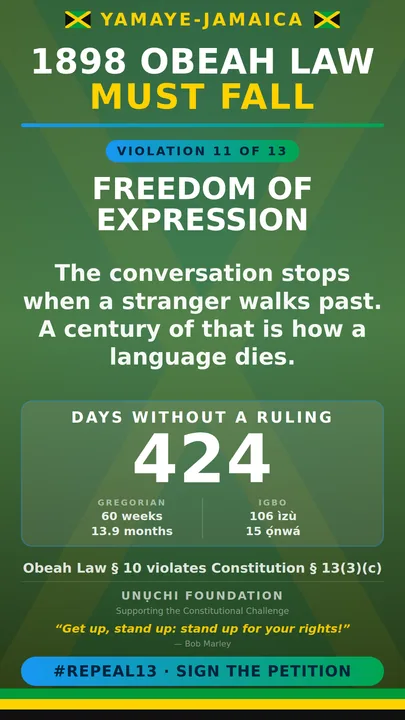 YAMAYE-JAMAICA
1898 OBEAH LAW
MUST FALL
VIOLATION 11 OF 13
FREEDOM OF
EXPRESSION
The conversation stops
when a stranger walks past.
A century of that is how a
language dies.
DAYS WITHOUT A RULING
424
GREGORIAN
60 weeks
13.9 months
IGBO
106 ìzù
15 ọ́nwá
Obeah Law § 10 violates Constitution § 13(3)(c)
UNỤCHI FOUNDATION
Supporting the Constitutional Challenge
“Get up, stand up: stand up for your rights!”
— Bob Marley
#REPEAL13 · SIGN THE PETITION